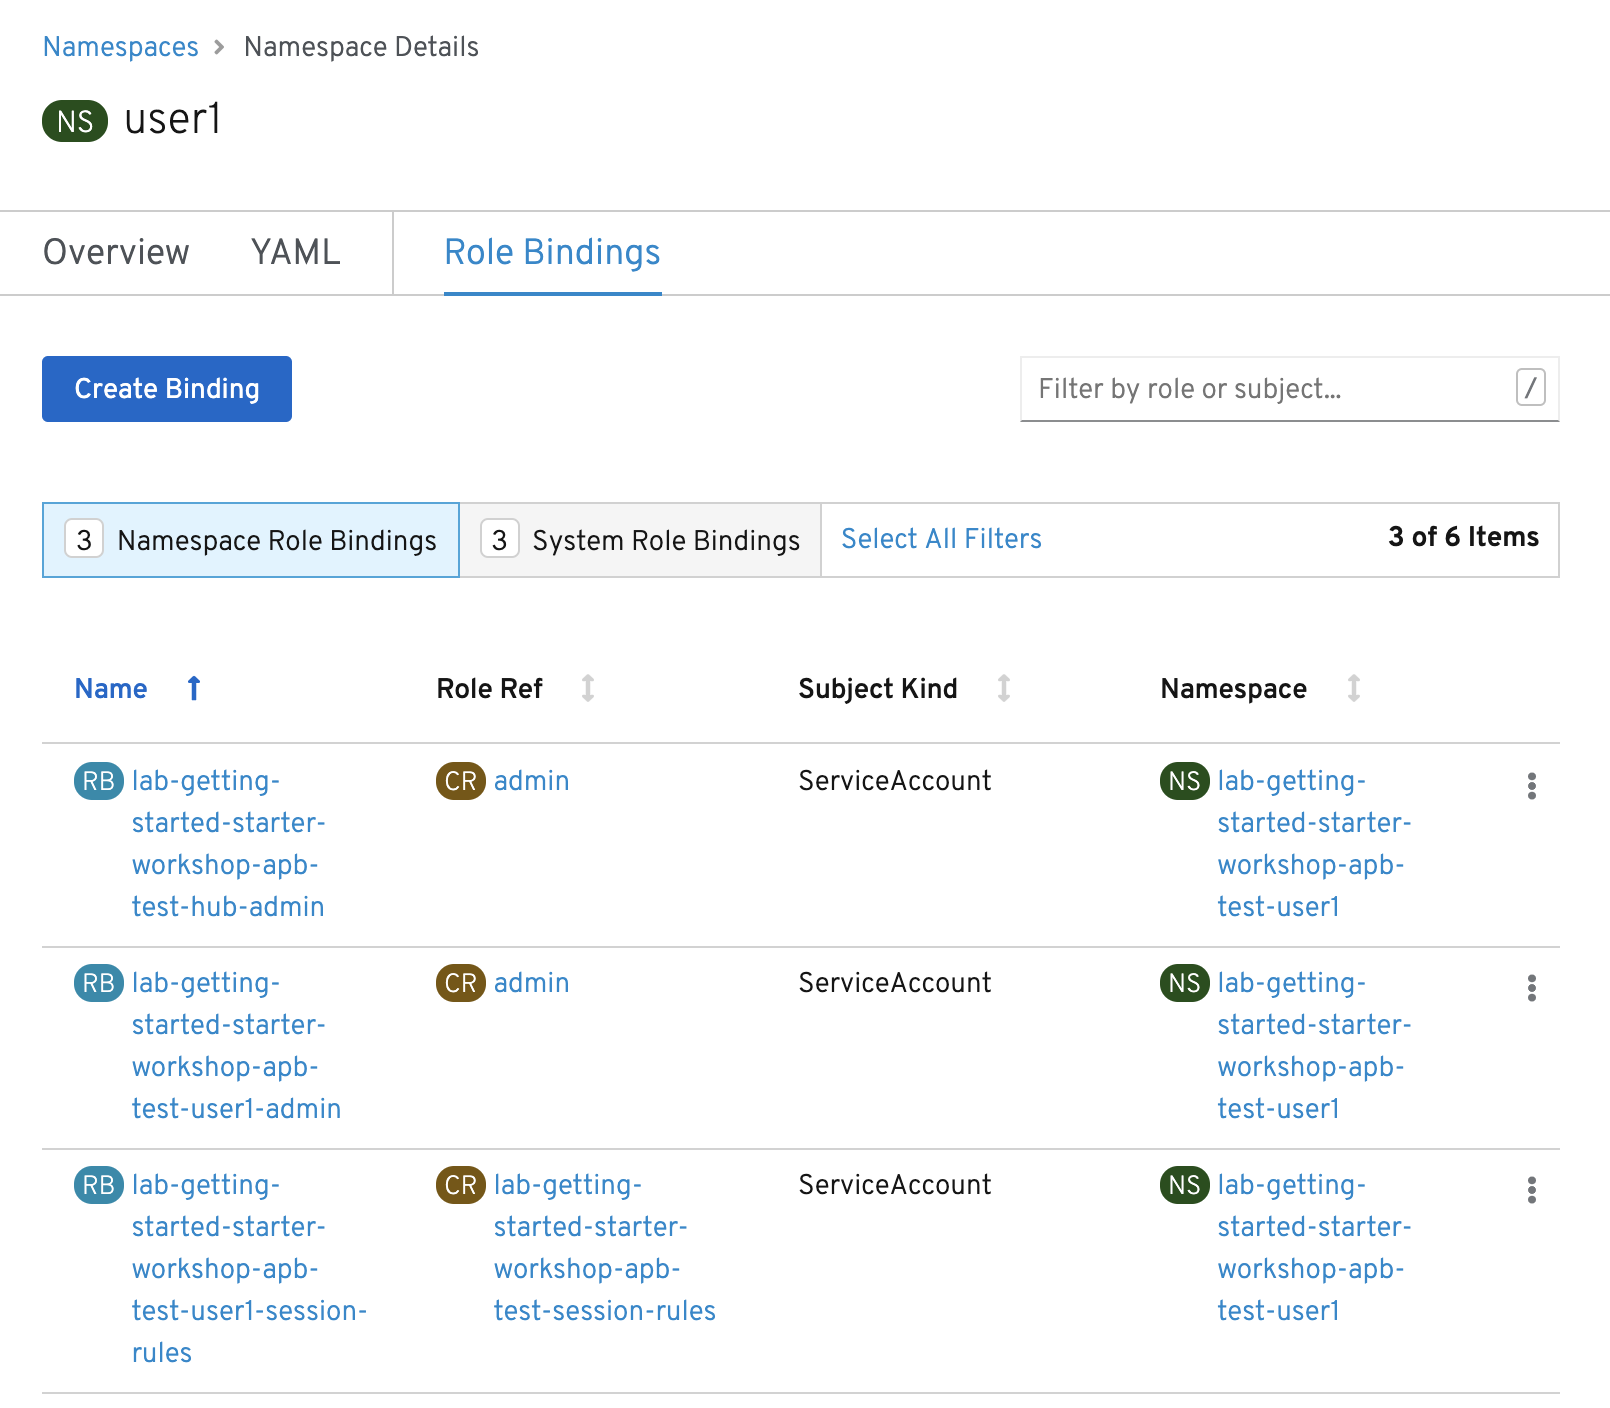 Namespaces > Namespace Details
NS user1
Overview YAML Role Bindings
Create Binding Filter by role or subject... /
3 Namespace Role Bindings 3 System Role Bindings Select All Filters 3 of 6 Items
Name Role Ref Subject Kind Namespace
RB lab-getting- CR admin ServiceAccount NS lab-getting-
started-starter- started-starter-
workshop-apb- workshop-apb-
test-hub-admin test-user1
RB lab-getting- CR admin ServiceAccount NS lab-getting-
started-starter- started-starter-
workshop-apb- workshop-apb-
test-user1-admin test-user1
RB lab-getting- CR lab-getting- ServiceAccount NS lab-getting-
started-starter- started-starter- started-starter-
workshop-apb- workshop-apb- workshop-apb-
test-user1-session- test-session-rules test-user1
rules